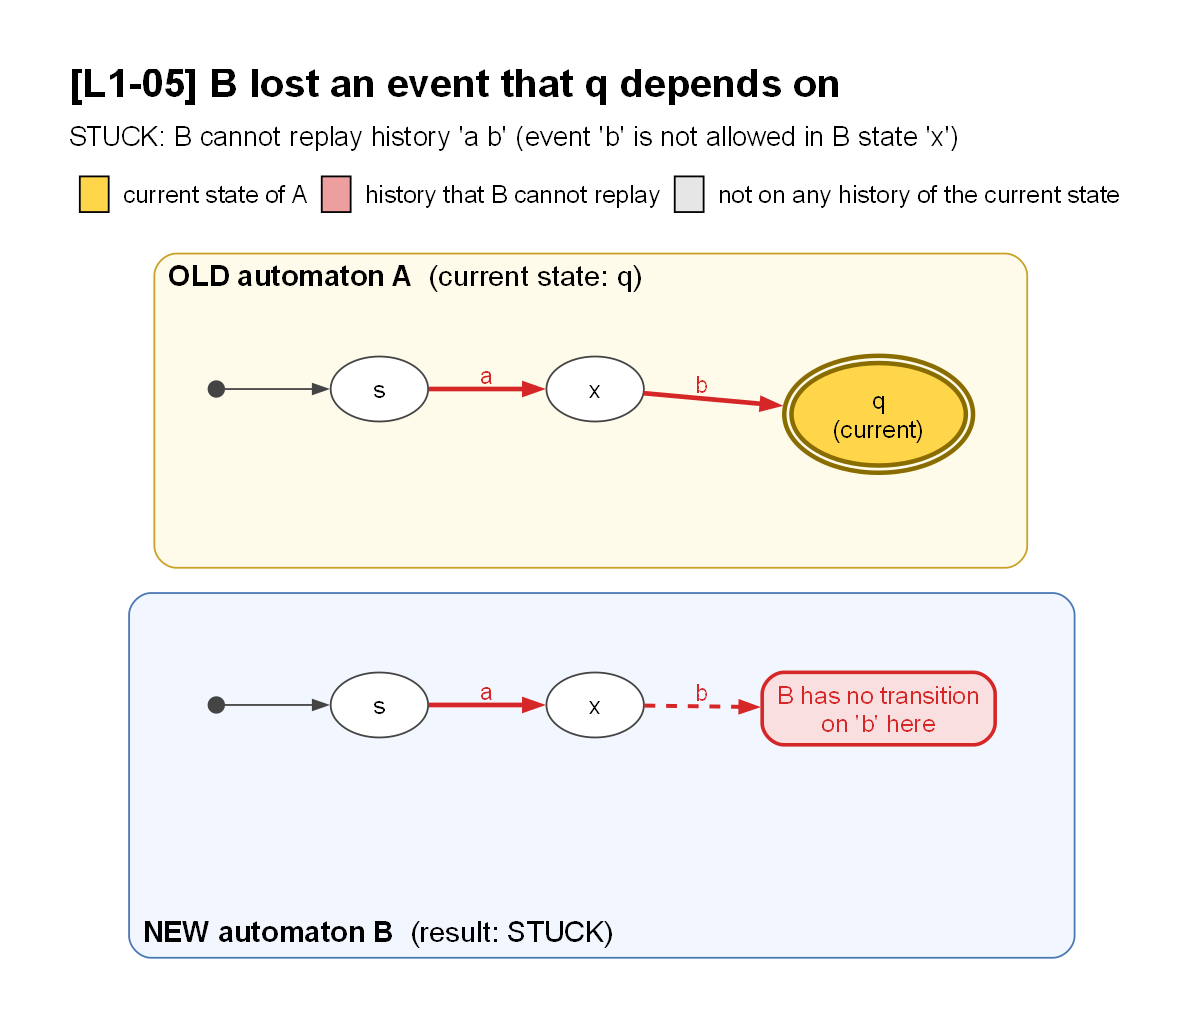 [L1-05] B lost an event that q depends on
STUCK: B cannot replay history 'a b' (event 'b' is not allowed in B state 'x')
current state of A
history that B cannot replay
not on any history of the current state
OLD automaton A (current state: q)
s
a
x
b
q
(current)
s
a
x
b
B has no transition
on 'b' here
NEW automaton B (result: STUCK)